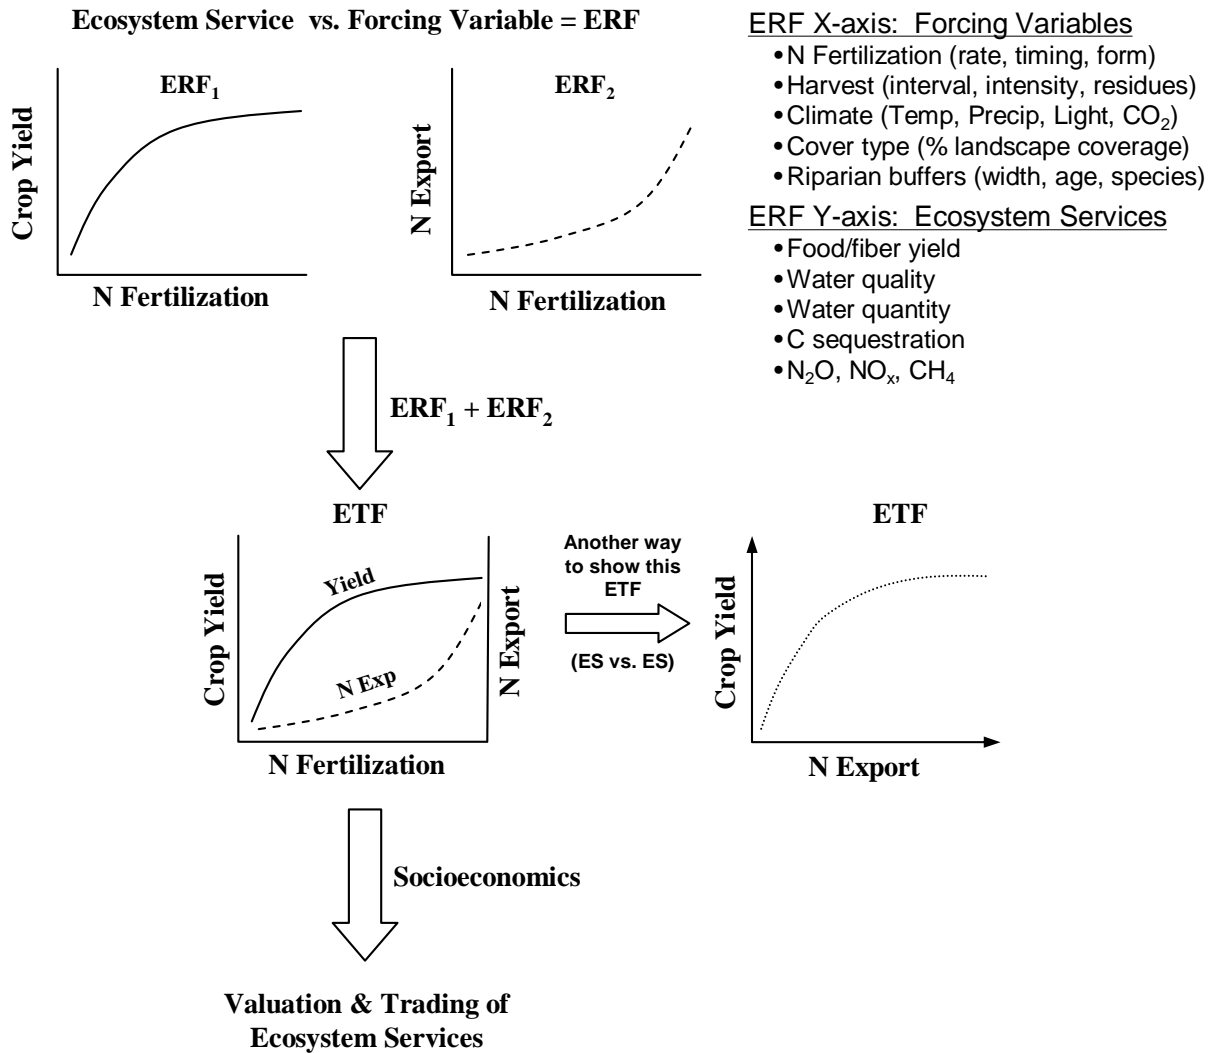 Ecosystem Service vs. Forcing Variable = ERF
ERF₁
Crop Yield
N Fertilization
ERF₂
N Export
N Fertilization
ERF X-axis: Forcing Variables
•N Fertilization (rate, timing, form)
•Harvest (interval, intensity, residues)
•Climate (Temp, Precip, Light, CO₂)
•Cover type (% landscape coverage)
•Riparian buffers (width, age, species)
ERF Y-axis: Ecosystem Services
•Food/fiber yield
•Water quality
•Water quantity
•C sequestration
•N₂O, NOₓ, CH₄
ERF₁ + ERF₂
ETF
Crop Yield
Yield
N Exp
N Export
N Fertilization
Another way
to show this
ETF
(ES vs. ES)
ETF
Crop Yield
N Export
Socioeconomics
Valuation & Trading of
Ecosystem Services